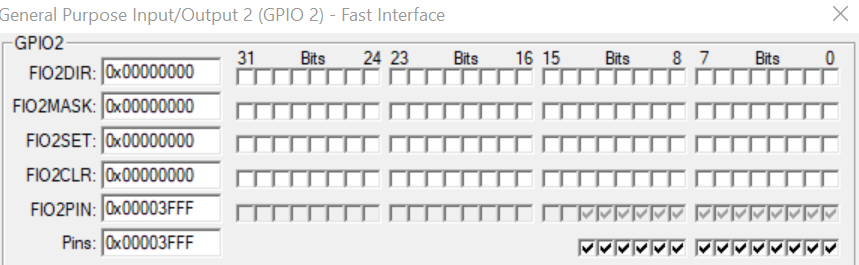 General Purpose Input/Output 2 (GPIO 2) - Fast Interface
GPIO2
31 Bits 24 23 Bits 16 15 Bits 8 7 Bits 0
FIO2DIR: 0x00000000
FIO2MASK: 0x00000000
FIO2SET: 0x00000000
FIO2CLR: 0x00000000
FIO2PIN: 0x00003FFF
Pins: 0x00003FFF